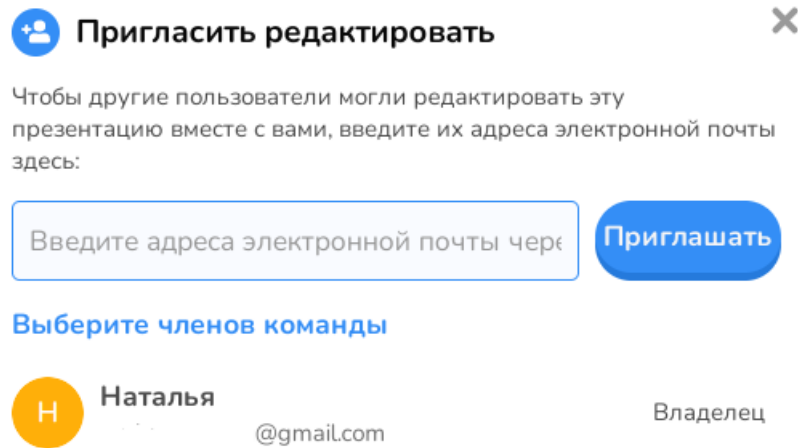 Пригласить редактировать
Чтобы другие пользователи могли редактировать эту
презентацию вместе с вами, введите их адреса электронной почты
здесь:
Введите адреса электронной почты
Приглашать
Выберите членов команды
Н
Наталья
Владелец
@gmail.com